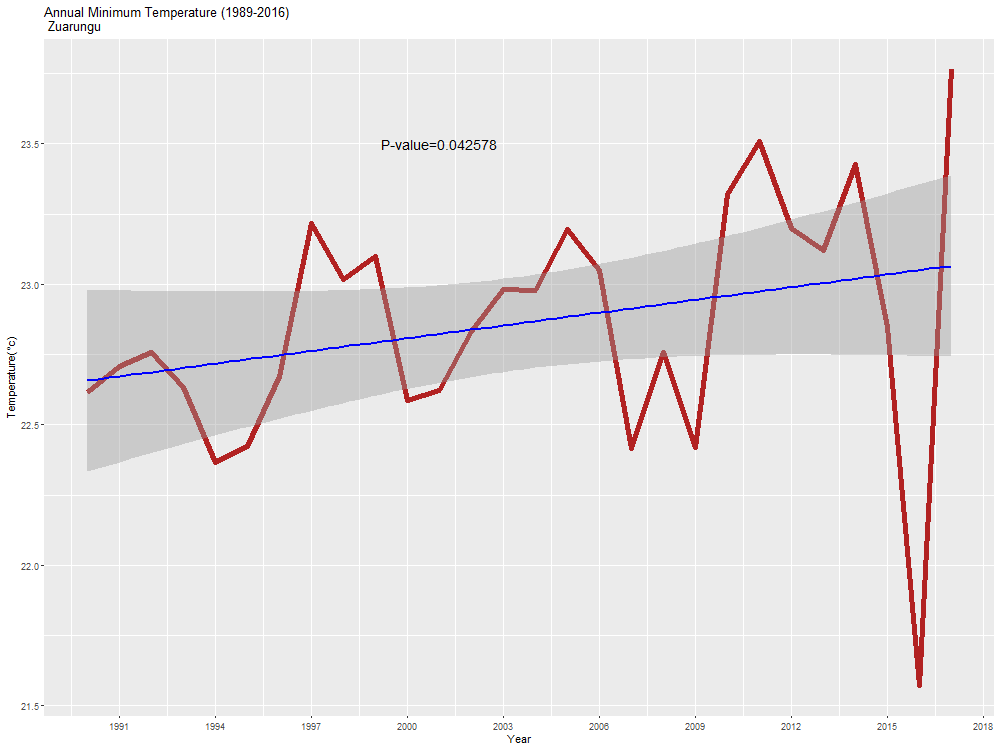 Annual Minimum Temperature (1989-2016)
Zuarungu
P-value=0.042578
23.5
23.0
22.5
22.0
21.5
Temperature(°c)
1991 1994 1997 2000 2003 2006 2009 2012 2015 2018
Year